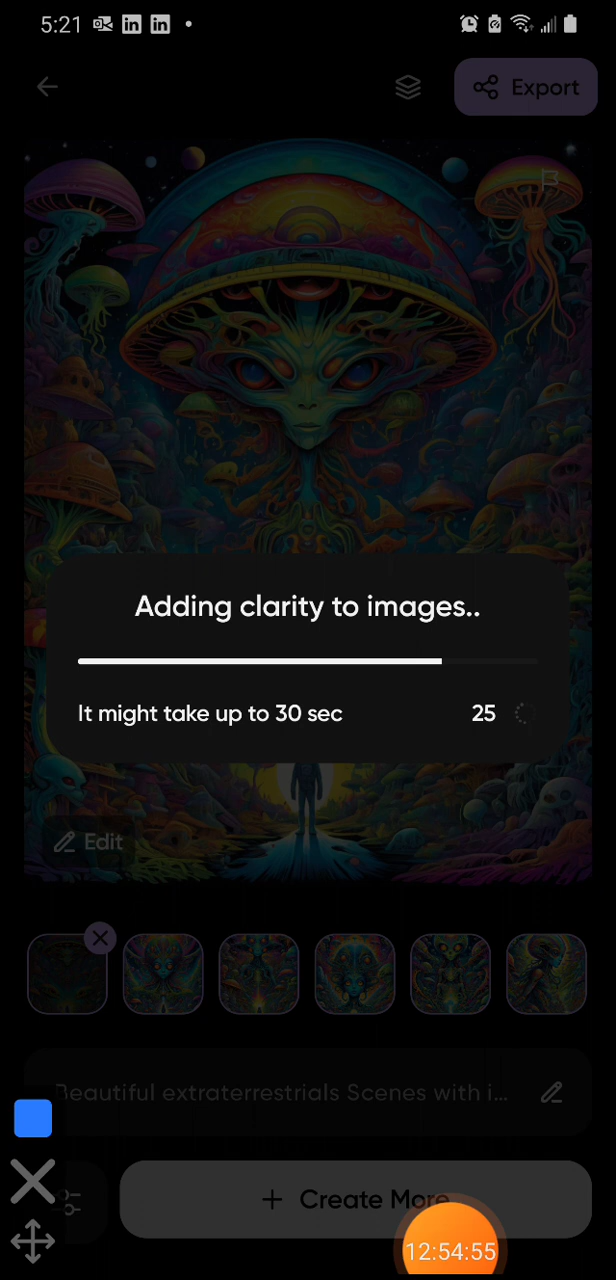 5:21
Export
Adding clarity to images..
It might take up to 30 sec 25
Edit
Beautiful extraterrestrials Scenes with i...
+ Create More
12:54:55